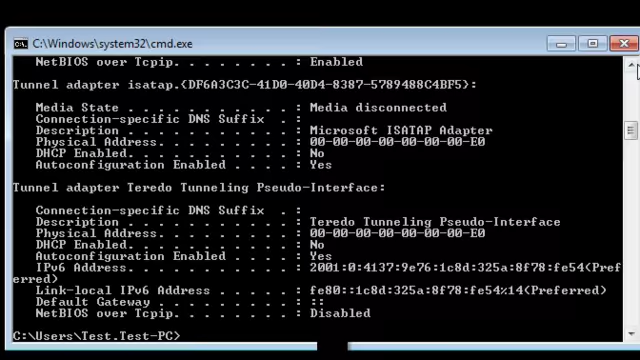 C:\Windows\system32\cmd.exe
NetBIOS over Tcpip. . . . . . . . : Enabled
Tunnel adapter isatap.{DF6A3C3C-41D0-40D4-8387-5789488C4BF5}:
Media State . . . . . . . . . . . : Media disconnected
Connection-specific DNS Suffix  . :
Description . . . . . . . . . . . : Microsoft ISATAP Adapter
Physical Address. . . . . . . . . : 00-00-00-00-00-00-00-E0
DHCP Enabled. . . . . . . . . . . : No
Autoconfiguration Enabled . . . . : Yes
Tunnel adapter Teredo Tunneling Pseudo-Interface:
Connection-specific DNS Suffix  . :
Description . . . . . . . . . . . : Teredo Tunneling Pseudo-Interface
Physical Address. . . . . . . . . : 00-00-00-00-00-00-00-E0
DHCP Enabled. . . . . . . . . . . : No
Autoconfiguration Enabled . . . . : Yes
IPv6 Address. . . . . . . . . . . : 2001:0:4137:9e76:1c8d:325a:8f78:fe54(Pref
erred)
Link-local IPv6 Address . . . . . : fe80::1c8d:325a:8f78:fe54%14(Preferred)
Default Gateway . . . . . . . . . : ::
NetBIOS over Tcpip. . . . . . . . : Disabled
C:\Users\Test.Test-PC>